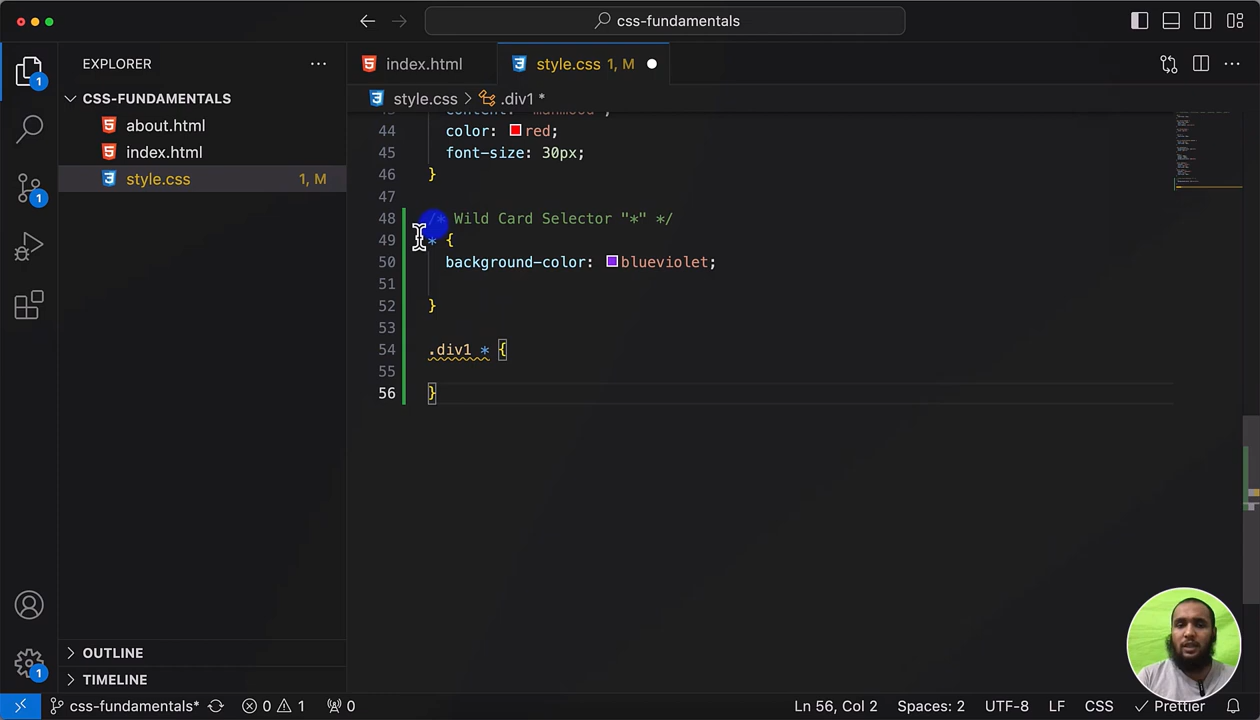 css-fundamentals
EXPLORER
index.html
style.css 1, M
CSS-FUNDAMENTALS
style.css > .div1 *
about.html
index.html
style.css 1, M
44 color: red;
45 font-size: 30px;
46 }
47
48 /* Wild Card Selector "*" */
49 * {
50 background-color: blueviolet;
51
52 }
53
54 .div1 * {
55
56 }
1
1
1
OUTLINE
TIMELINE
css-fundamentals* 0 1 0 Ln 56, Col 2 Spaces: 2 UTF-8 LF CSS Prettier